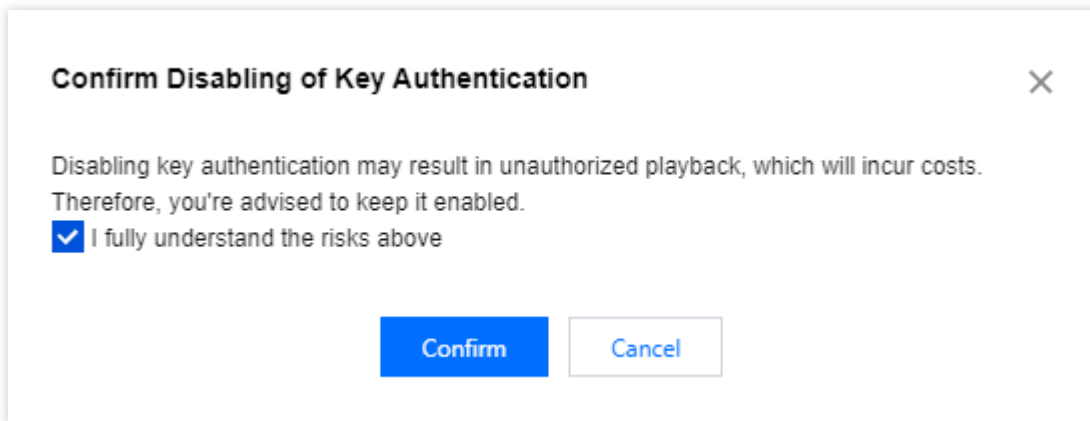 Confirm Disabling of Key Authentication
Disabling key authentication may result in unauthorized playback, which will incur costs.
Therefore, you're advised to keep it enabled.
I fully understand the risks above
Confirm
Cancel